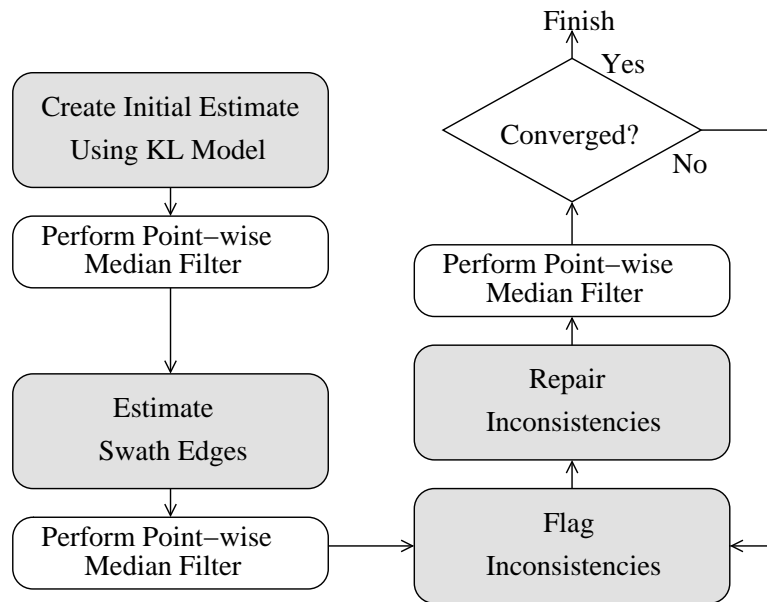 Create Initial Estimate
Using KL Model
Perform Point−wise
Median Filter
Estimate
Swath Edges
Perform Point−wise
Median Filter
Flag
Inconsistencies
Repair
Inconsistencies
Perform Point−wise
Median Filter
Converged?
No
Yes
Finish